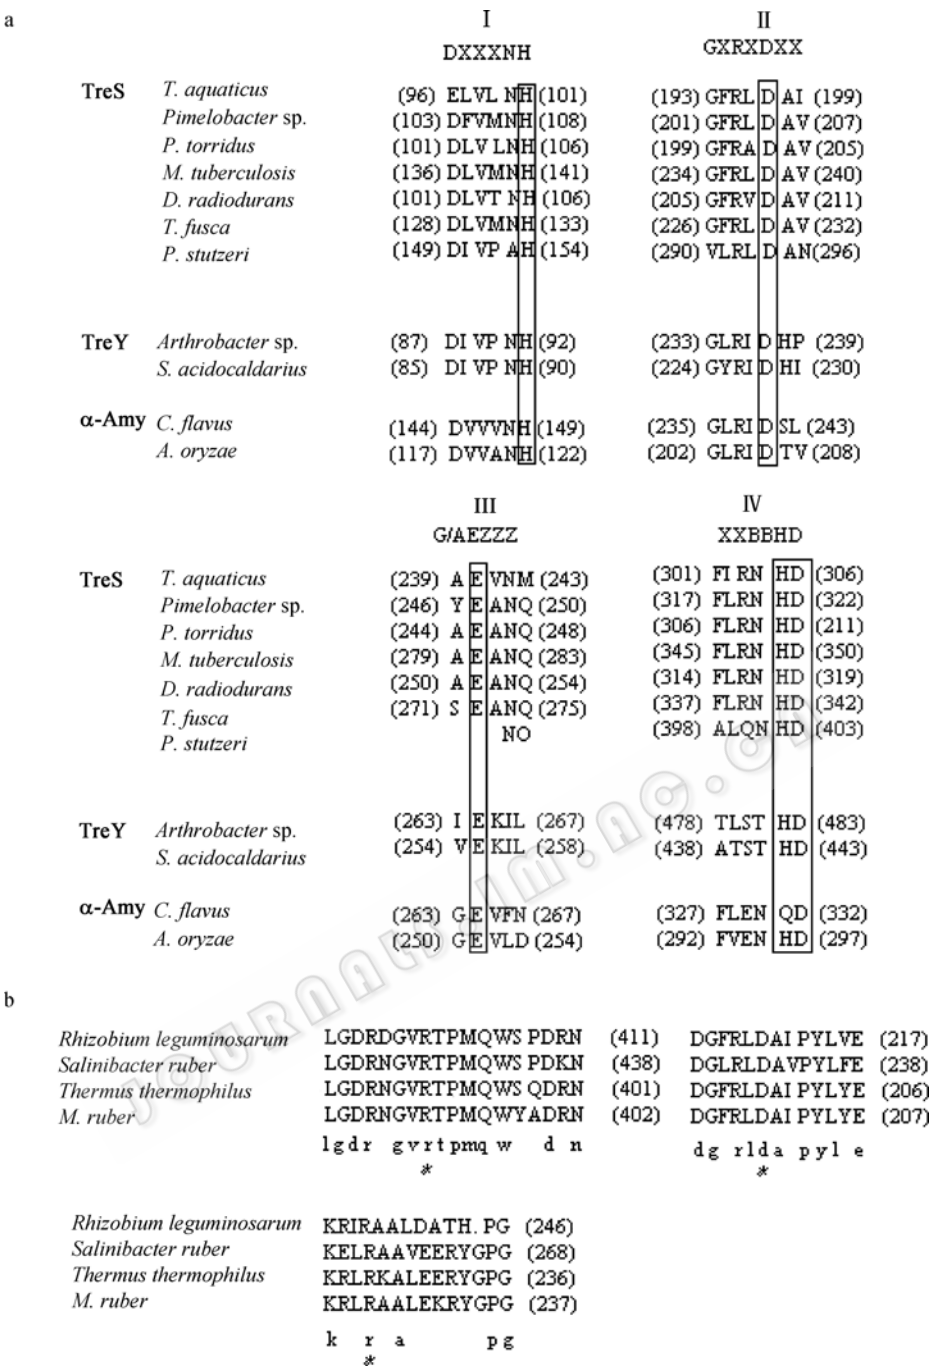 a
I II
DXXXNH GXRXDXX
TreS T. aquaticus (96) ELVL NH (101) (193) GFRL D AI (199)
Pimelobacter sp. (103) DFVMNH (108) (201) GFRL D AV (207)
P. torridus (101) DLV LNH (106) (199) GFRA D AV (205)
M. tuberculosis (136) DLVMNH (141) (234) GFRL D AV (240)
D. radiodurans (101) DLVT NH (106) (205) GFRV D AV (211)
T. fusca (128) DLVMNH (133) (226) GFRL D AV (232)
P. stutzeri (149) DI VP AH (154) (290) VLRL D AN (296)
TreY Arthrobacter sp. (87) DI VP NH (92) (233) GLRI D HP (239)
S. acidocaldarius (85) DI VP NH (90) (224) GYRI D HI (230)
α-Amy C. flavus (144) DVVVNH (149) (235) GLRI D SL (243)
A. oryzae (117) DVVANH (122) (202) GLRI D TV (208)
III IV
G/AEZZZ XXBBHD
TreS T. aquaticus (239) A E VNM (243) (301) FI RN HD (306)
Pimelobacter sp. (246) Y E ANQ (250) (317) FLRN HD (322)
P. torridus (244) A E ANQ (248) (306) FLRN HD (211)
M. tuberculosis (279) A E ANQ (283) (345) FLRN HD (350)
D. radiodurans (250) A E ANQ (254) (314) FLRN HD (319)
T. fusca (271) S E ANQ (275) (337) FLRN HD (342)
P. stutzeri NO (398) ALQN HD (403)
TreY Arthrobacter sp. (263) I E KIL (267) (478) TLST HD (483)
S. acidocaldarius (254) V E KIL (258) (438) ATST HD (443)
α-Amy C. flavus (263) G E VFN (267) (327) FLEN QD (332)
A. oryzae (250) G E VLD (254) (292) FVEN HD (297)
JOURNALS.IM.AC.CN
b
Rhizobium leguminosarum LGDRDGVRTPMQWS PDRN (411) DGFRLDAI PYLVE (217)
Salinibacter ruber LGDRNGVRTPMQWS PDKN (438) DGLRLDAVPYLFE (238)
Thermus thermophilus LGDRNGVRTPMQWS QDRN (401) DGFRLDAI PYLYE (206)
M. ruber LGDRNGVRTPMQWYADRN (402) DGFRLDAI PYLYE (207)
lgdr gvrtpmq w d n dg rlda pyl e
* *
Rhizobium leguminosarum KRIRAALDATH. PG (246)
Salinibacter ruber KELRAAVEERYGPG (268)
Thermus thermophilus KRLRKALEERYGPG (236)
M. ruber KRLRAALEKRYGPG (237)
k r a pg
*